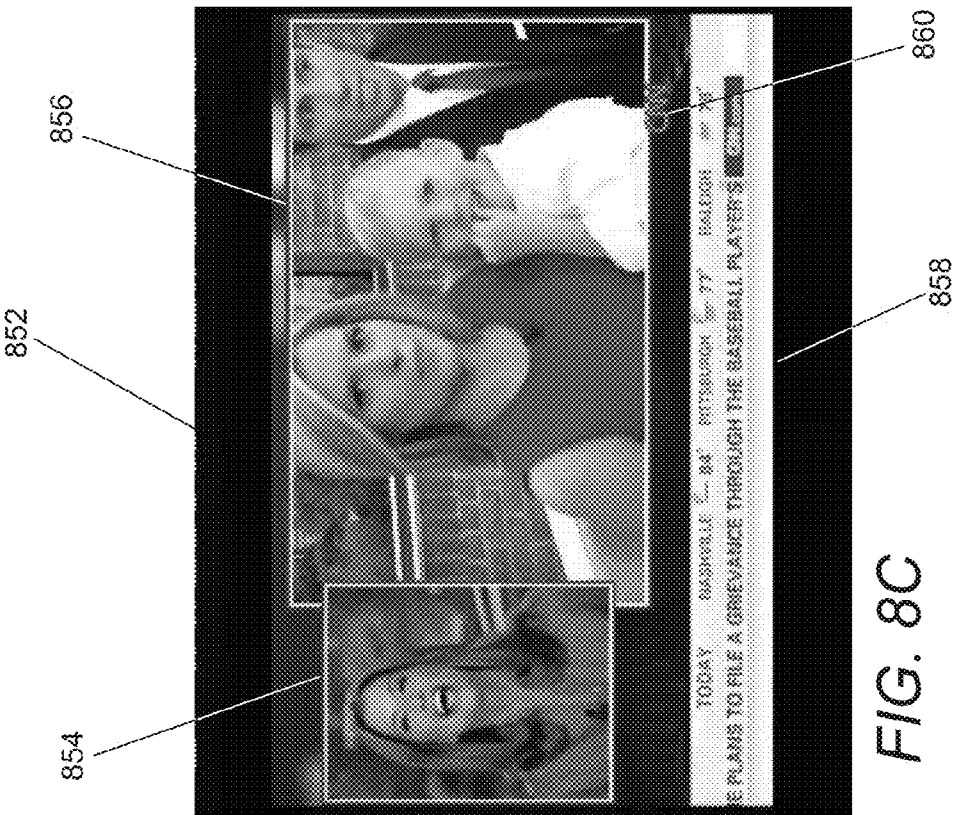 852
856
854
TODAY NASHVILLE 84° PITTSBURGH 77° RALEIGH
E PLANS TO FILE A GRIEVANCE THROUGH THE BASEBALL PLAYER'S
860
858
FIG. 8C